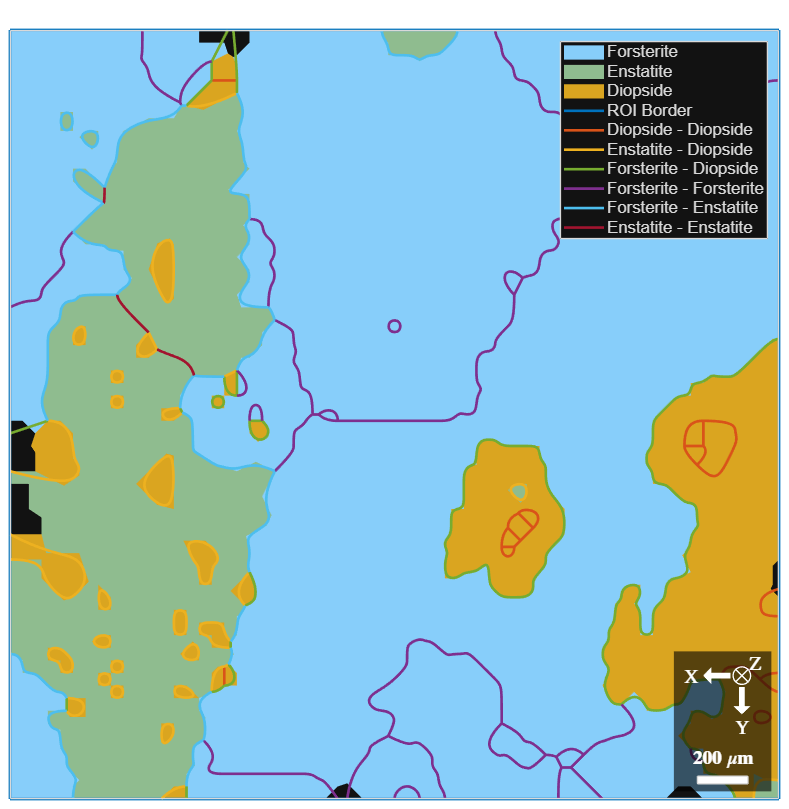 Forsterite
Enstatite
Diopside
ROI Border
Diopside - Diopside
Enstatite - Diopside
Forsterite - Diopside
Forsterite - Forsterite
Forsterite - Enstatite
Enstatite - Enstatite
Z
X
Y
200 μm